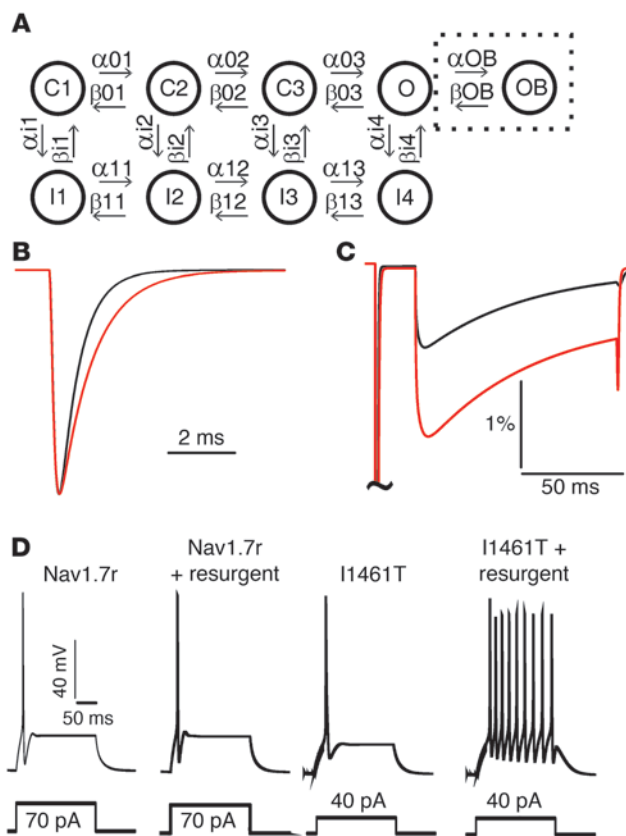 A
α01 α02 α03 αOB
C1 C2 C3 O OB
β01 β02 β03 βOB
αi1 βi1 αi2 βi2 αi3 βi3 αi4 βi4
α11 α12 α13
I1 I2 I3 I4
β11 β12 β13
B C
2 ms
1%
50 ms
D
Nav1.7r
Nav1.7r
+ resurgent
I1461T
I1461T +
resurgent
40 mV
50 ms
70 pA 70 pA 40 pA 40 pA